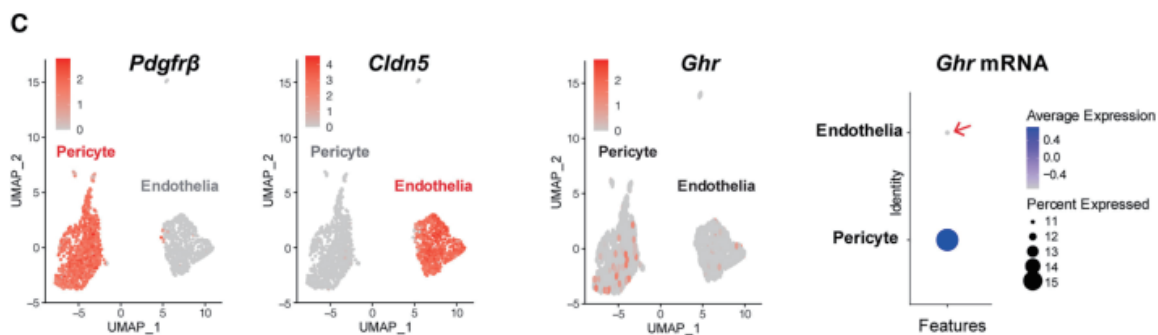 C
Pdgfrβ
2
1
0
15
10
5
0
−5
UMAP_2
Pericyte
Endothelia
−5 0 5 10
UMAP_1
Cldn5
4
3
2
1
0
15
10
5
0
−5
UMAP_2
Pericyte
Endothelia
−5 0 5 10
UMAP_1
Ghr
2
1
0
15
10
5
0
−5
UMAP_2
Pericyte
Endothelia
−5 0 5 10
UMAP_1
Ghr mRNA
Endothelia
Pericyte
Identity
Features
Average Expression
0.4
0.0
−0.4
Percent Expressed
11
12
13
14
15